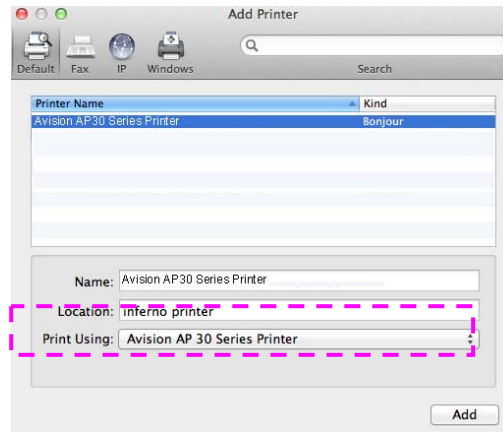 Add Printer
Default Fax IP Windows Search
Printer Name Kind
Avision AP30 Series Printer Bonjour
Name: Avision AP30 Series Printer
Location: inferno printer
Print Using: Avision AP 30 Series Printer
Add